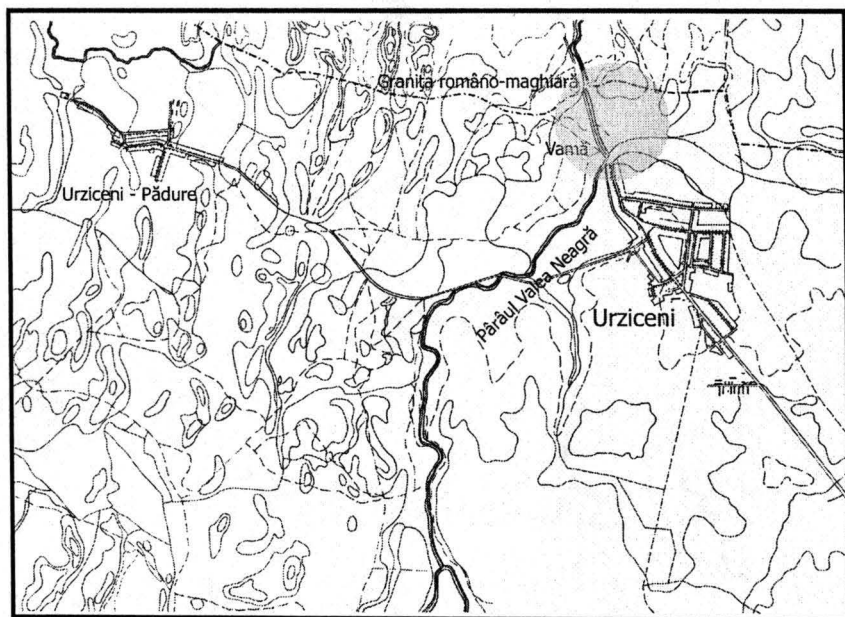 Granița româno-maghiară
Vamă
Urziceni - Pădure
Pârâul Valea Neagră
Urziceni